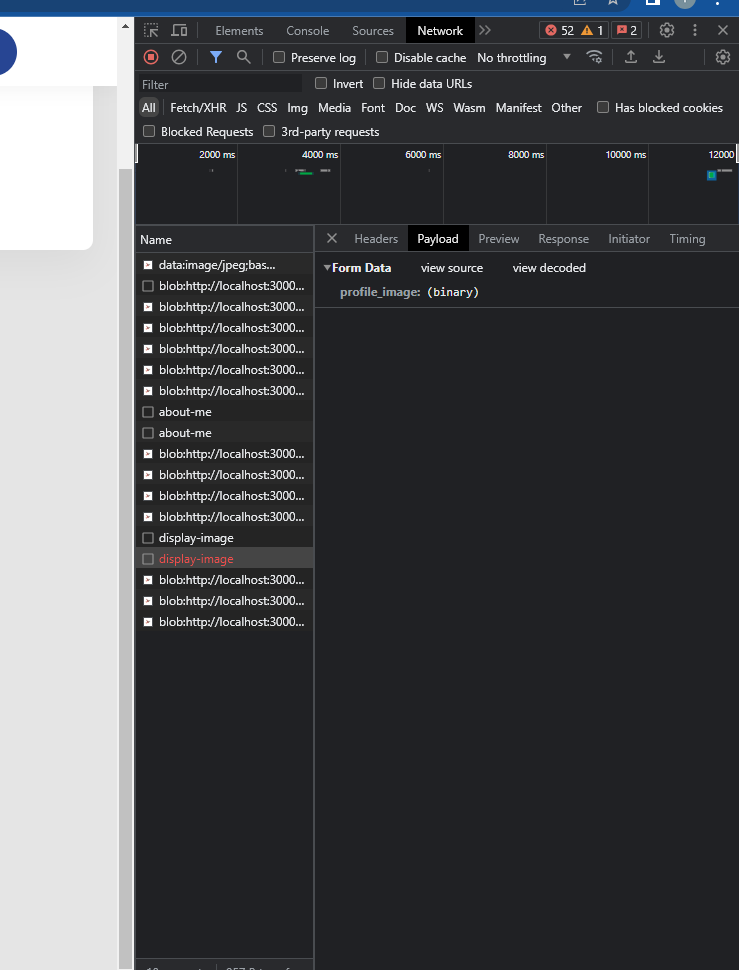 Elements Console Sources Network 52 1 2
Preserve log Disable cache No throttling
Filter Invert Hide data URLs
All Fetch/XHR JS CSS Img Media Font Doc WS Wasm Manifest Other Has blocked cookies
Blocked Requests 3rd-party requests
2000 ms 4000 ms 6000 ms 8000 ms 10000 ms 12000
Name
Headers Payload Preview Response Initiator Timing
Form Data view source view decoded
profile_image: (binary)
data:image/jpeg;bas...
blob:http://localhost:3000...
blob:http://localhost:3000...
blob:http://localhost:3000...
blob:http://localhost:3000...
blob:http://localhost:3000...
blob:http://localhost:3000...
about-me
about-me
blob:http://localhost:3000...
blob:http://localhost:3000...
blob:http://localhost:3000...
blob:http://localhost:3000...
display-image
display-image
blob:http://localhost:3000...
blob:http://localhost:3000...
blob:http://localhost:3000...